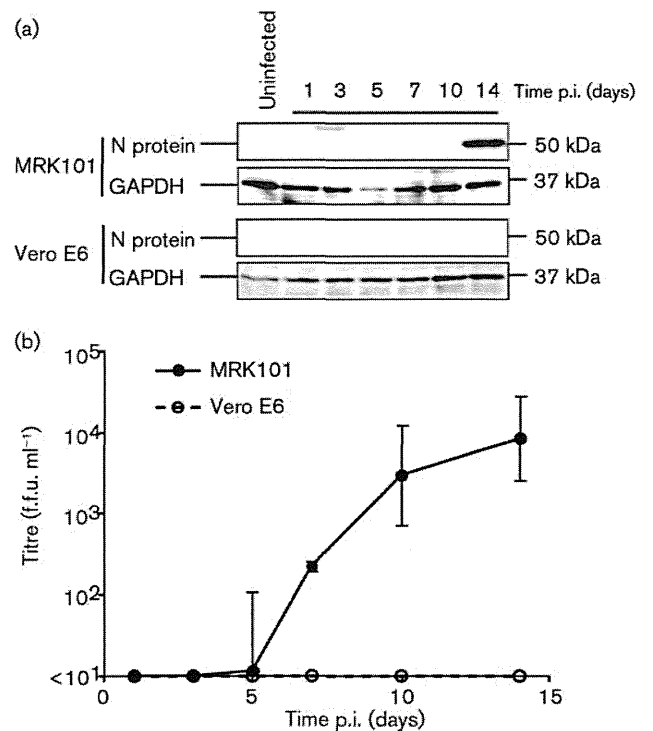 (a)
Uninfected
1 3 5 7 10 14 Time p.i. (days)
MRK101
N protein 50 kDa
GAPDH 37 kDa
Vero E6
N protein 50 kDa
GAPDH 37 kDa
(b)
10⁵
10⁴
10³
10²
<10¹
Titre (f.f.u. ml⁻¹)
MRK101
Vero E6
0 5 10 15
Time p.i. (days)